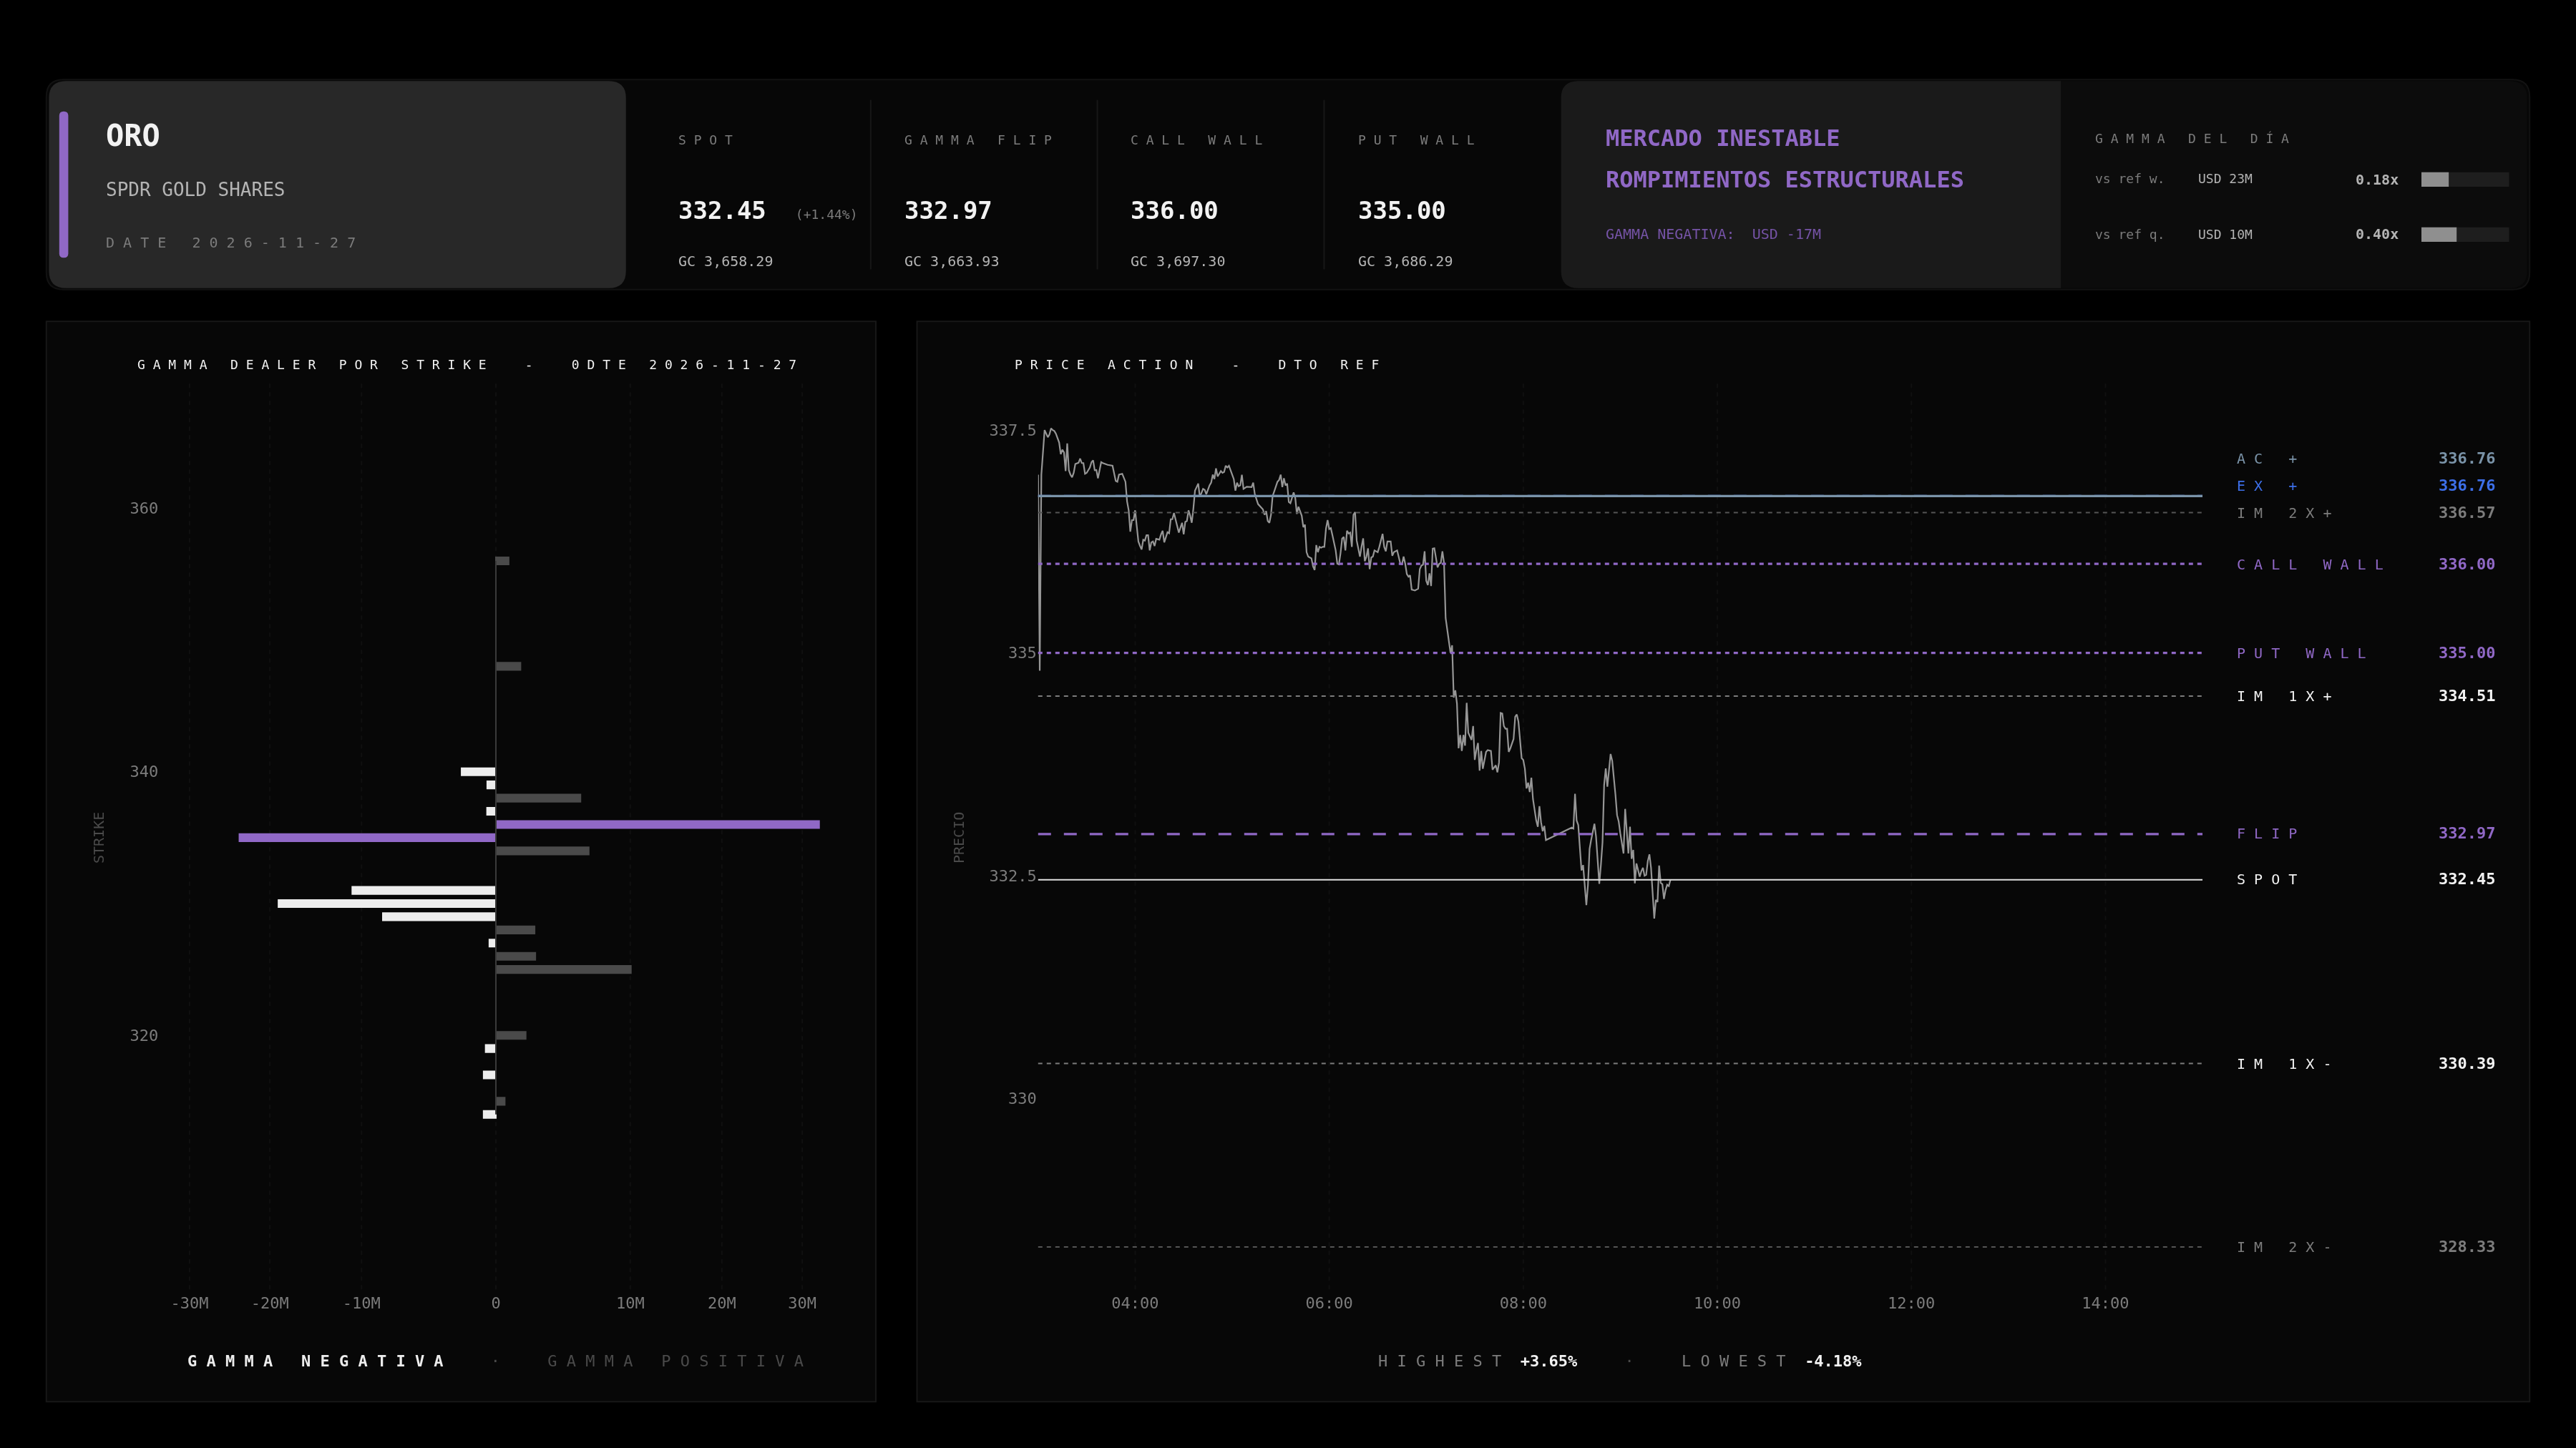 ORO
SPDR GOLD SHARES
DATE 2026-11-27
SPOT
332.45 (+1.44%)
GC 3,658.29
GAMMA FLIP
332.97
GC 3,663.93
CALL WALL
336.00
GC 3,697.30
PUT WALL
335.00
GC 3,686.29
MERCADO INESTABLE
ROMPIMIENTOS ESTRUCTURALES
GAMMA NEGATIVA: USD -17M
GAMMA DEL DÍA
vs ref w. USD 23M 0.18x
vs ref q. USD 10M 0.40x
GAMMA DEALER POR STRIKE - 0DTE 2026-11-27
STRIKE
360
340
320
-30M -20M -10M 0 10M 20M 30M
GAMMA NEGATIVA · GAMMA POSITIVA
PRICE ACTION - DTO REF
PRECIO
337.5
335
332.5
330
AC + 336.76
EX + 336.76
IM 2X+ 336.57
CALL WALL 336.00
PUT WALL 335.00
IM 1X+ 334.51
FLIP 332.97
SPOT 332.45
IM 1X- 330.39
IM 2X- 328.33
04:00 06:00 08:00 10:00 12:00 14:00
HIGHEST +3.65% · LOWEST -4.18%